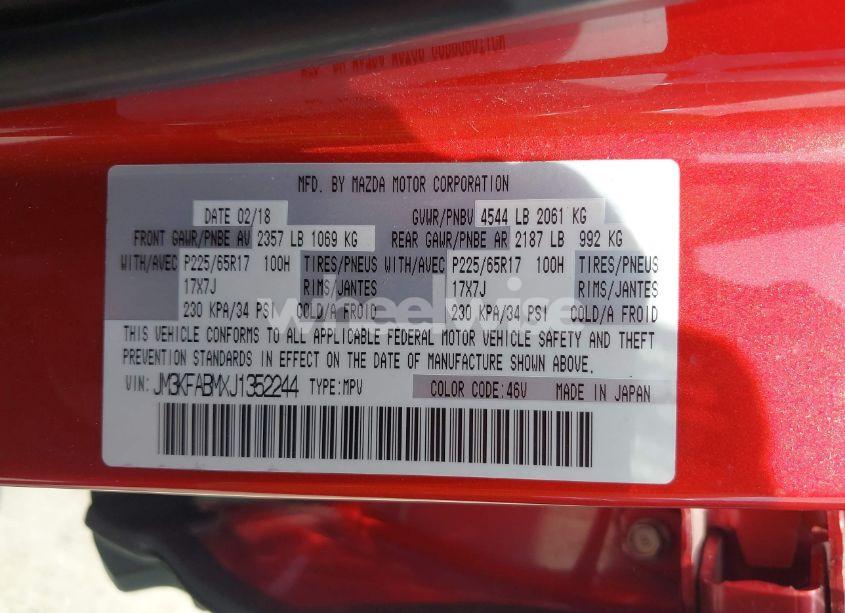 MFD. BY MAZDA MOTOR CORPORATION
DATE 02/18 GVWR/PNBV 4544 LB 2061 KG
FRONT GAWR/PNBE AV 2357 LB 1069 KG REAR GAWR/PNBE AR 2187 LB 992 KG
WITH/AVEC P225/65R17 100H TIRES/PNEUS WITH/AVEC P225/65R17 100H TIRES/PNEUS
17X7J RIMS/JANTES 17X7J RIMS/JANTES
230 KPA/34 PSI COLD/A FROID 230 KPA/34 PSI COLD/A FROID
wheelwise
THIS VEHICLE CONFORMS TO ALL APPLICABLE FEDERAL MOTOR VEHICLE SAFETY AND THEFT
PREVENTION STANDARDS IN EFFECT ON THE DATE OF MANUFACTURE SHOWN ABOVE.
VIN: JM3KFABMXJ1352244 TYPE:MPV COLOR CODE:46V MADE IN JAPAN